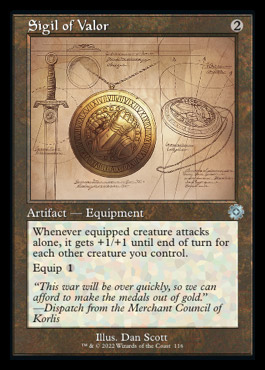 Sigil of Valor 2
Artifact — Equipment
Whenever equipped creature attacks
alone, it gets +1/+1 until end of turn for
each other creature you control.
Equip 1
“This war will be over quickly, so we can
afford to make the medals out of gold.”
—Dispatch from the Merchant Council of
Korlis
Illus. Dan Scott
™ & © 2022 Wizards of the Coast 118